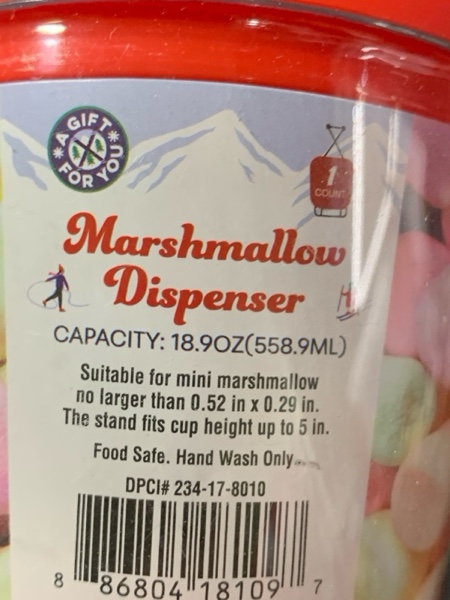 A GIFT
FOR YOU
1
COUNT
Marshmallow
Dispenser
CAPACITY: 18.9OZ(558.9ML)
Suitable for mini marshmallow
no larger than 0.52 in x 0.29 in.
The stand fits cup height up to 5 in.
Food Safe. Hand Wash Only
DPCI# 234-17-8010
8 86804 18109 7